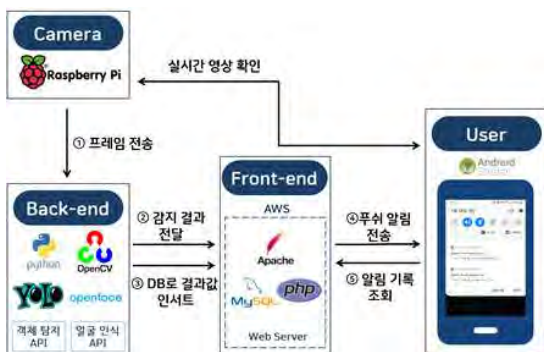 Camera
Raspberry Pi
실시간 영상 확인
① 프레임 전송
User
Android
Studio
Front-end
AWS
Apache
MySQL
php
Web Server
Back-end
python
OpenCV
YOLO
openface
객체 탐지
API
얼굴 인식
API
② 감지 결과
전달
③ DB로 결과값
인서트
④푸쉬 알림
전송
⑤ 알림 기록
조회